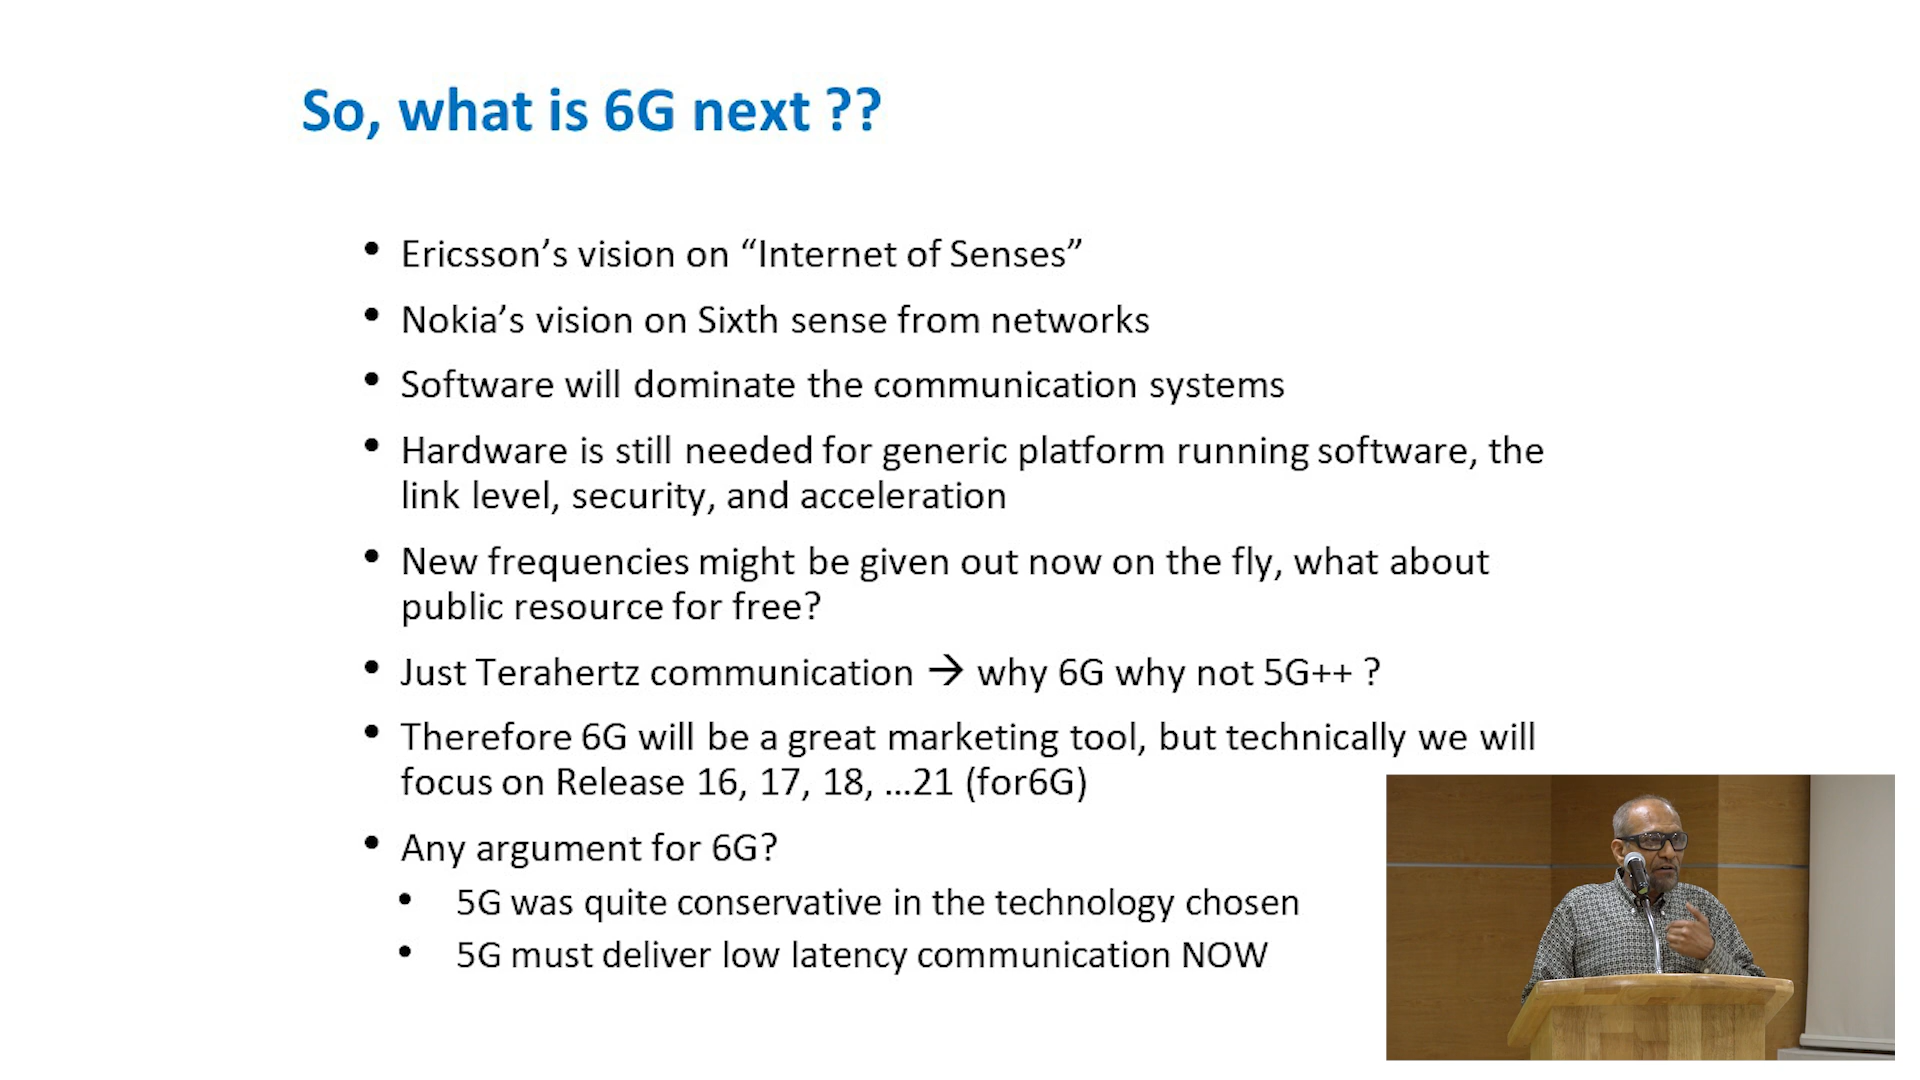 So, what is 6G next ??
• Ericsson’s vision on “Internet of Senses”
• Nokia’s vision on Sixth sense from networks
• Software will dominate the communication systems
• Hardware is still needed for generic platform running software, the
link level, security, and acceleration
• New frequencies might be given out now on the fly, what about
public resource for free?
• Just Terahertz communication → why 6G why not 5G++ ?
• Therefore 6G will be a great marketing tool, but technically we will
focus on Release 16, 17, 18, …21 (for6G)
• Any argument for 6G?
• 5G was quite conservative in the technology chosen
• 5G must deliver low latency communication NOW